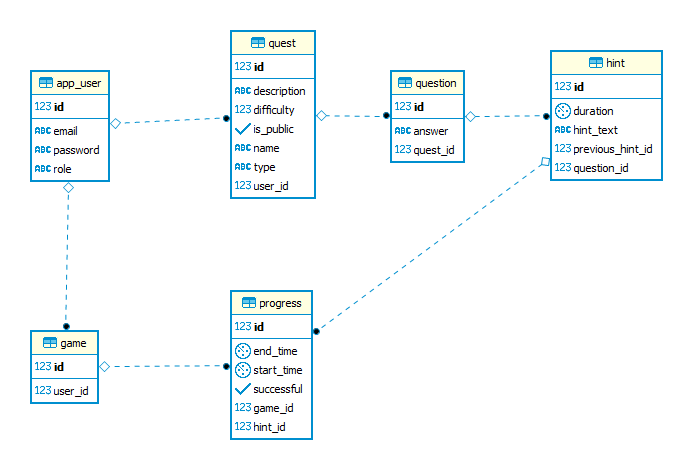 app_user
123 id
ABC email
ABC password
ABC role
quest
123 id
ABC description
123 difficulty
is_public
ABC name
ABC type
123 user_id
question
123 id
ABC answer
123 quest_id
hint
123 id
duration
ABC hint_text
123 previous_hint_id
123 question_id
game
123 id
123 user_id
progress
123 id
end_time
start_time
successful
123 game_id
123 hint_id